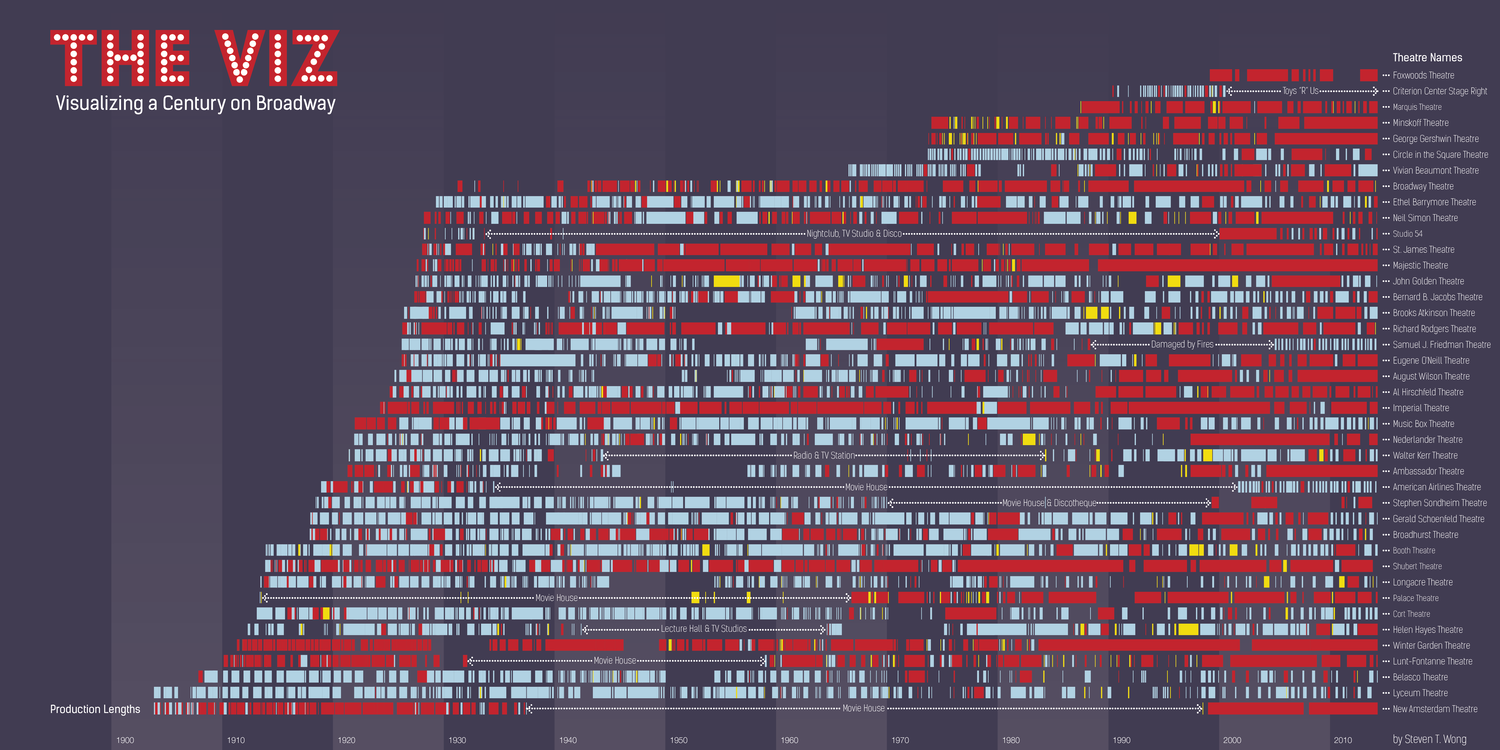 THE VIZ
Visualizing a Century on Broadway
Theatre Names
Foxwoods Theatre
Toys "R" Us
Criterion Center Stage Right
Marquis Theatre
Minskoff Theatre
George Gershwin Theatre
Circle in the Square Theatre
Vivian Beaumont Theatre
Broadway Theatre
Ethel Barrymore Theatre
Neil Simon Theatre
Nightclub, TV Studio & Disco
Studio 54
St. James Theatre
Majestic Theatre
John Golden Theatre
Bernard B. Jacobs Theatre
Brooks Atkinson Theatre
Richard Rodgers Theatre
Damaged by Fires
Samuel J. Friedman Theatre
Eugene O'Neill Theatre
August Wilson Theatre
Al Hirschfeld Theatre
Imperial Theatre
Music Box Theatre
Nederlander Theatre
Radio & TV Station
Walter Kerr Theatre
Ambassador Theatre
Movie House
American Airlines Theatre
Movie House & Discotheque
Stephen Sondheim Theatre
Gerald Schoenfeld Theatre
Broadhurst Theatre
Booth Theatre
Shubert Theatre
Longacre Theatre
Movie House
Palace Theatre
Cort Theatre
Lecture Hall & TV Studios
Helen Hayes Theatre
Winter Garden Theatre
Movie House
Lunt-Fontanne Theatre
Belasco Theatre
Lyceum Theatre
Production Lengths
Movie House
New Amsterdam Theatre
1900 1910 1920 1930 1940 1950 1960 1970 1980 1990 2000 2010
by Steven T. Wong